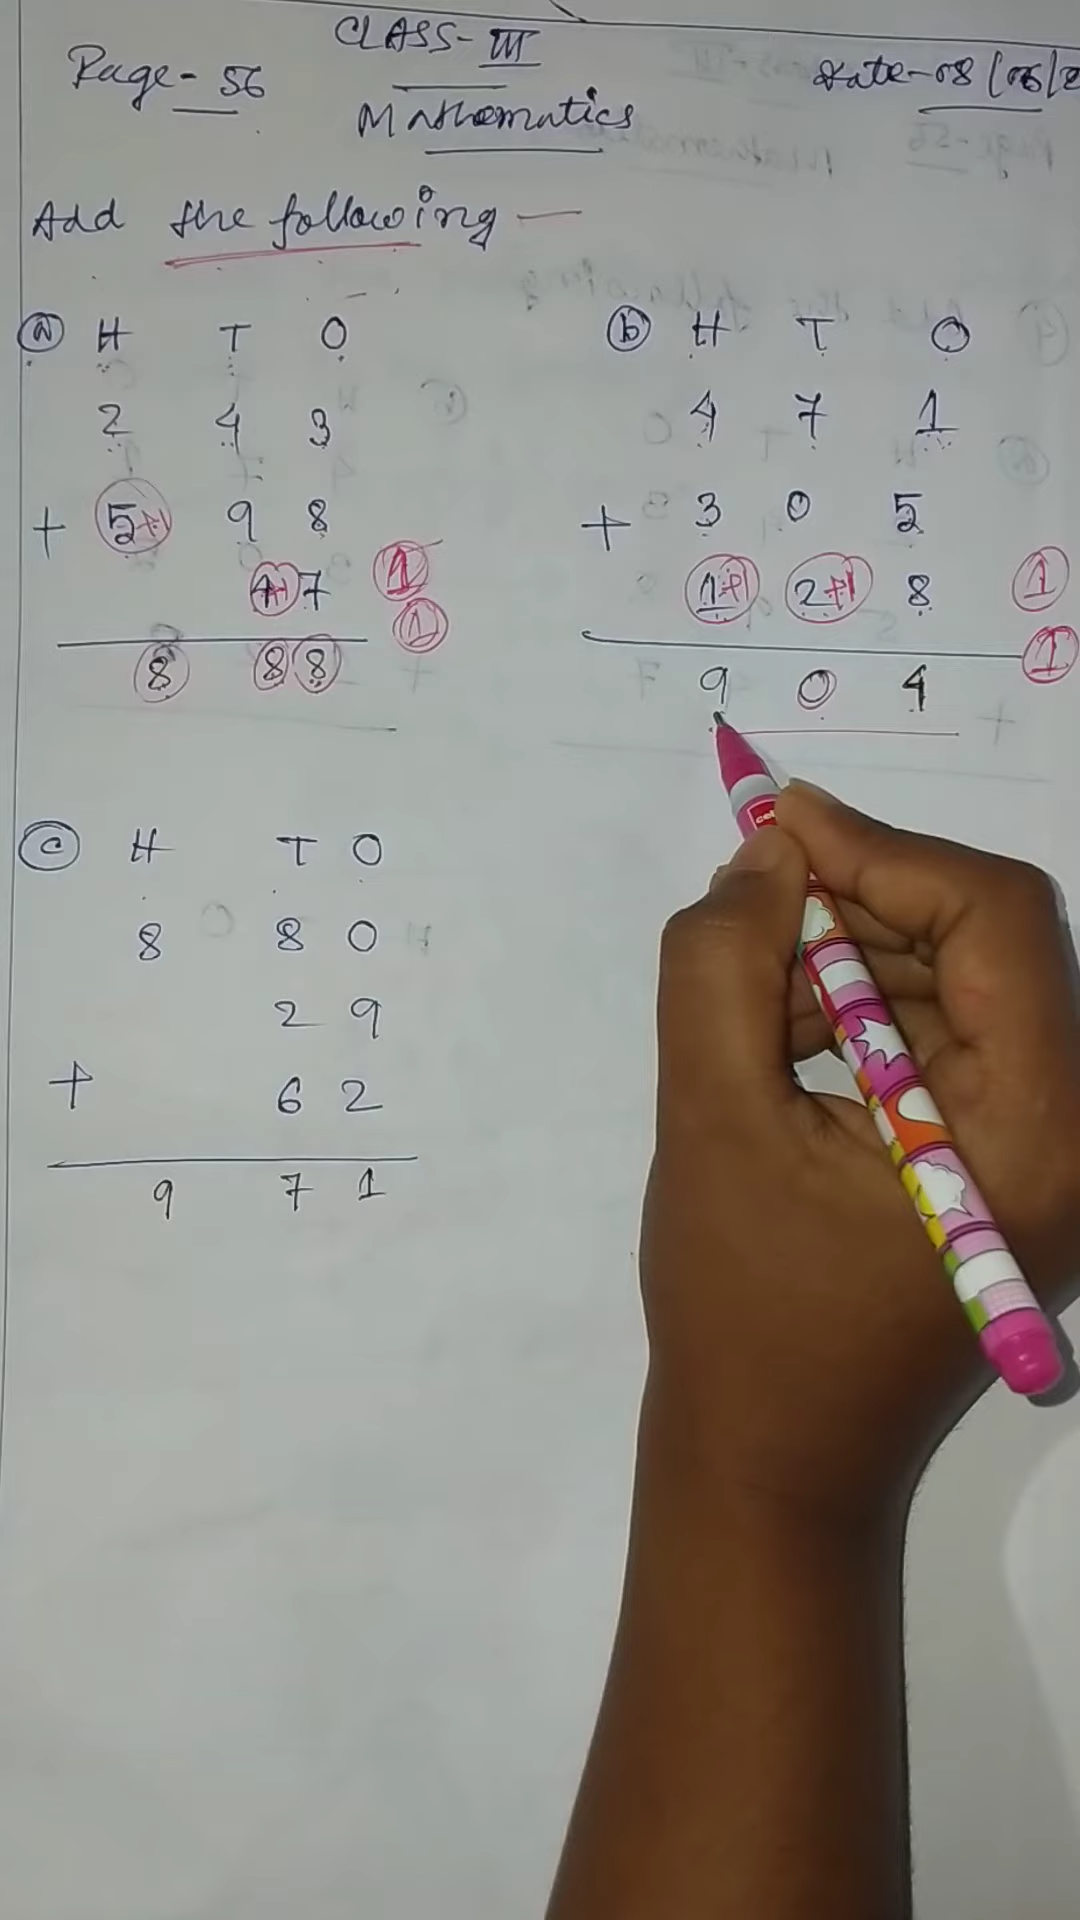 CLASS-III
Page-56
Date-08/06/2
Mathematics
Add the following —
(a) H T O
2 4 3
+ 5+1 9 8
4+1 7 1
1
8 8 8
(b) H T O
4 7 1
+ 3 0 5
1+1 2+1 8 1
1
9 0 4
(c) H T O
8 8 0
2 9
+ 6 2
9 7 1